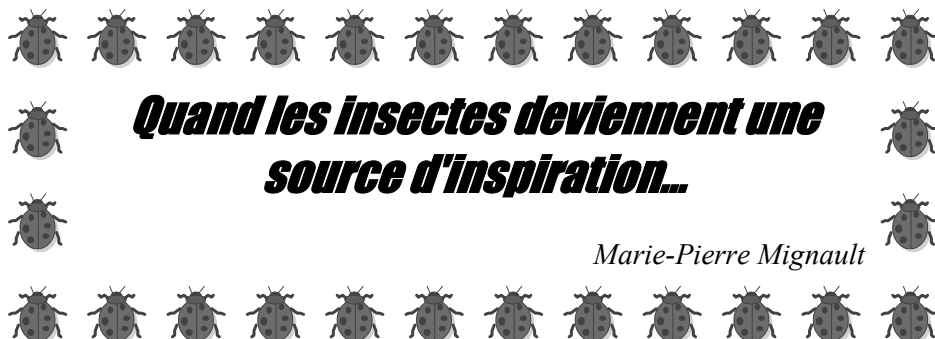 Quand les insectes deviennent une
source d'inspiration...
Marie-Pierre Mignault